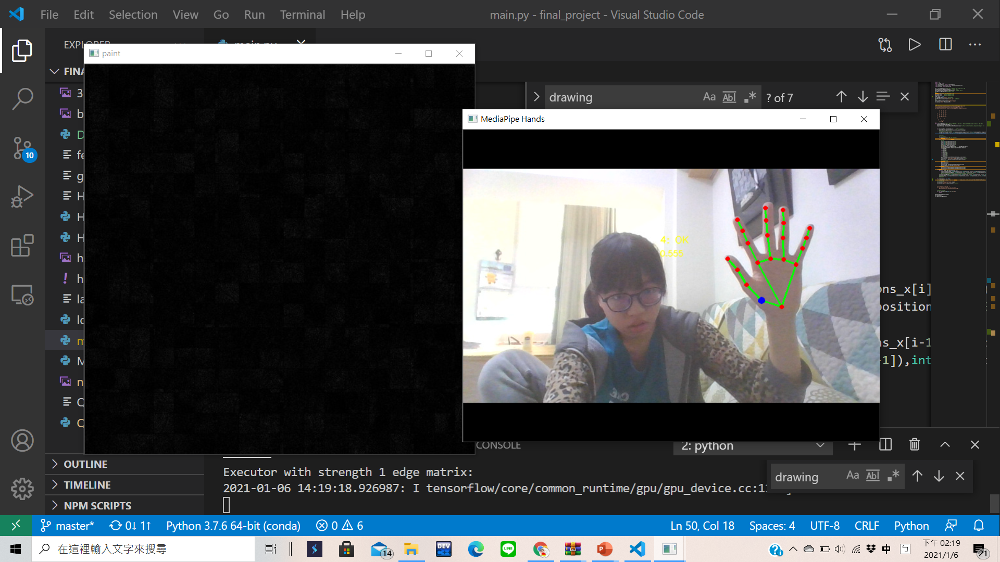 File Edit Selection View Go Run Terminal Help
main.py - final_project - Visual Studio Code
paint
drawing
Aa
Abl
? of 7
MediaPipe Hands
4: OK
0.555
3
b
D
fe
g
H
H
H
h
! h
la
m
M
n
ons_x[i]
position
ns_x[i-1
-1]),int
CONSOLE
2: python
OUTLINE
TIMELINE
NPM SCRIPTS
Executor with strength 1 edge matrix:
2021-01-06 14:19:18.926987: I tensorflow/core/common_runtime/gpu/gpu_device.cc:1
drawing
Aa
Abl
10
master* 0↓ 1↑ Python 3.7.6 64-bit (conda) 0 6
Ln 50, Col 18 Spaces: 4 UTF-8 CRLF Python
在這裡輸入文字來搜尋
14
DEV
LINE
中
ㄅ
下午 02:19
2021/1/6
21